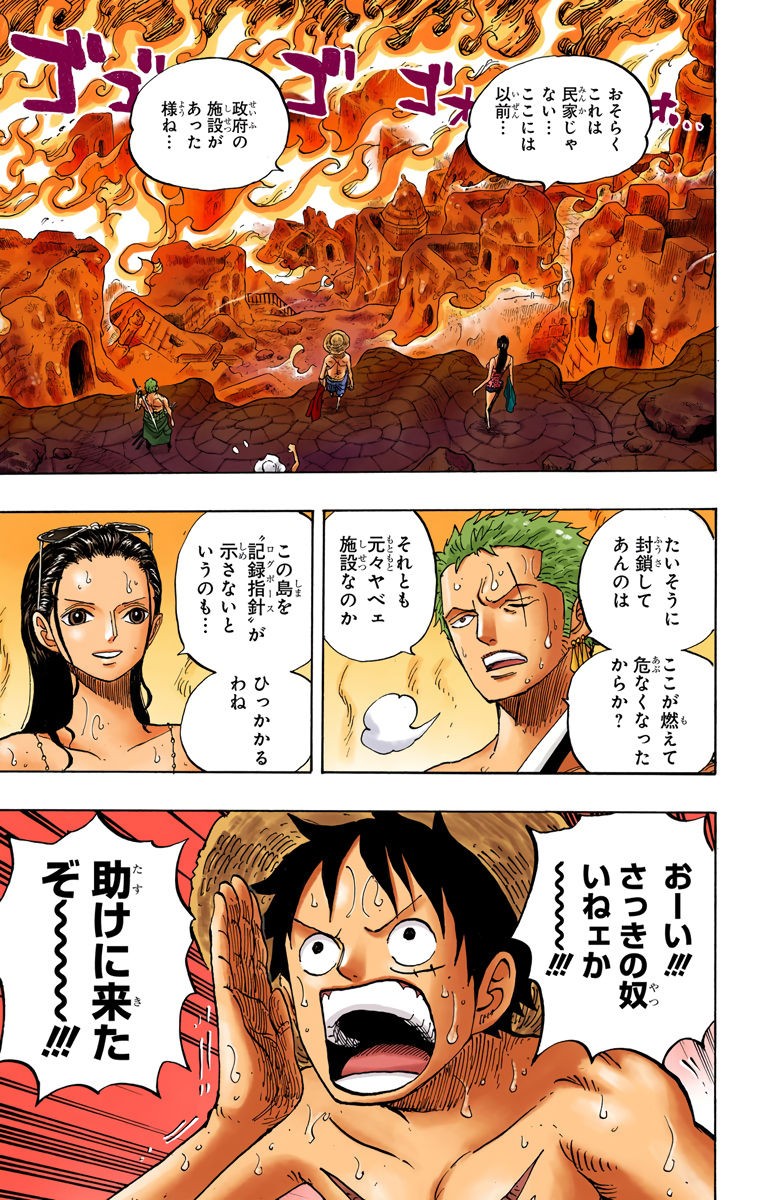 ゴゴゴゴゴオォ…
おそらく
これは
民家じゃ
ない…
ここには
以前…
政府の
施設が
あった
様ね…
たいそうに
封鎖して
あんのは
ここが燃えて
危なくなった
からか？
それとも
元々ヤベェ
施設なのか
この島を
〝記録指針〟が
示さないと
いうのも…
ひっかかる
わね
おーい!!!
さっきの奴
いねェか
〜〜〜!!!
助けに来た
ぞ〜〜〜〜!!!